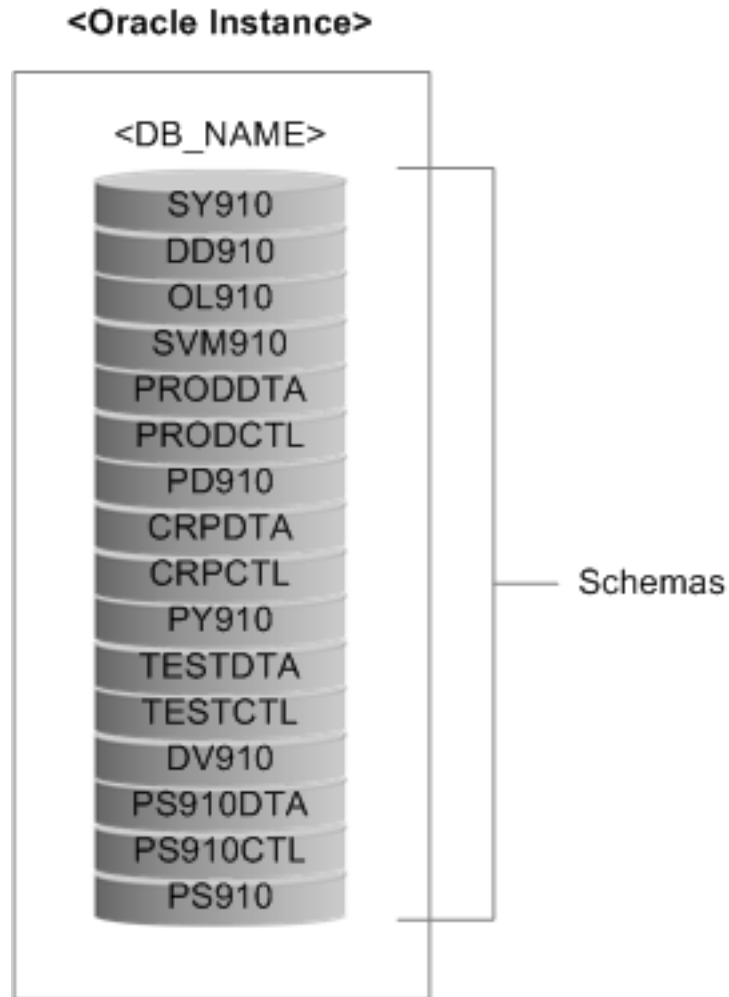 <Oracle Instance>
<DB_NAME>
SY910
DD910
OL910
SVM910
PRODDTA
PRODCTL
PD910
CRPDTA
CRPCTL
PY910
TESTDTA
TESTCTL
DV910
PS910DTA
PS910CTL
PS910
Schemas